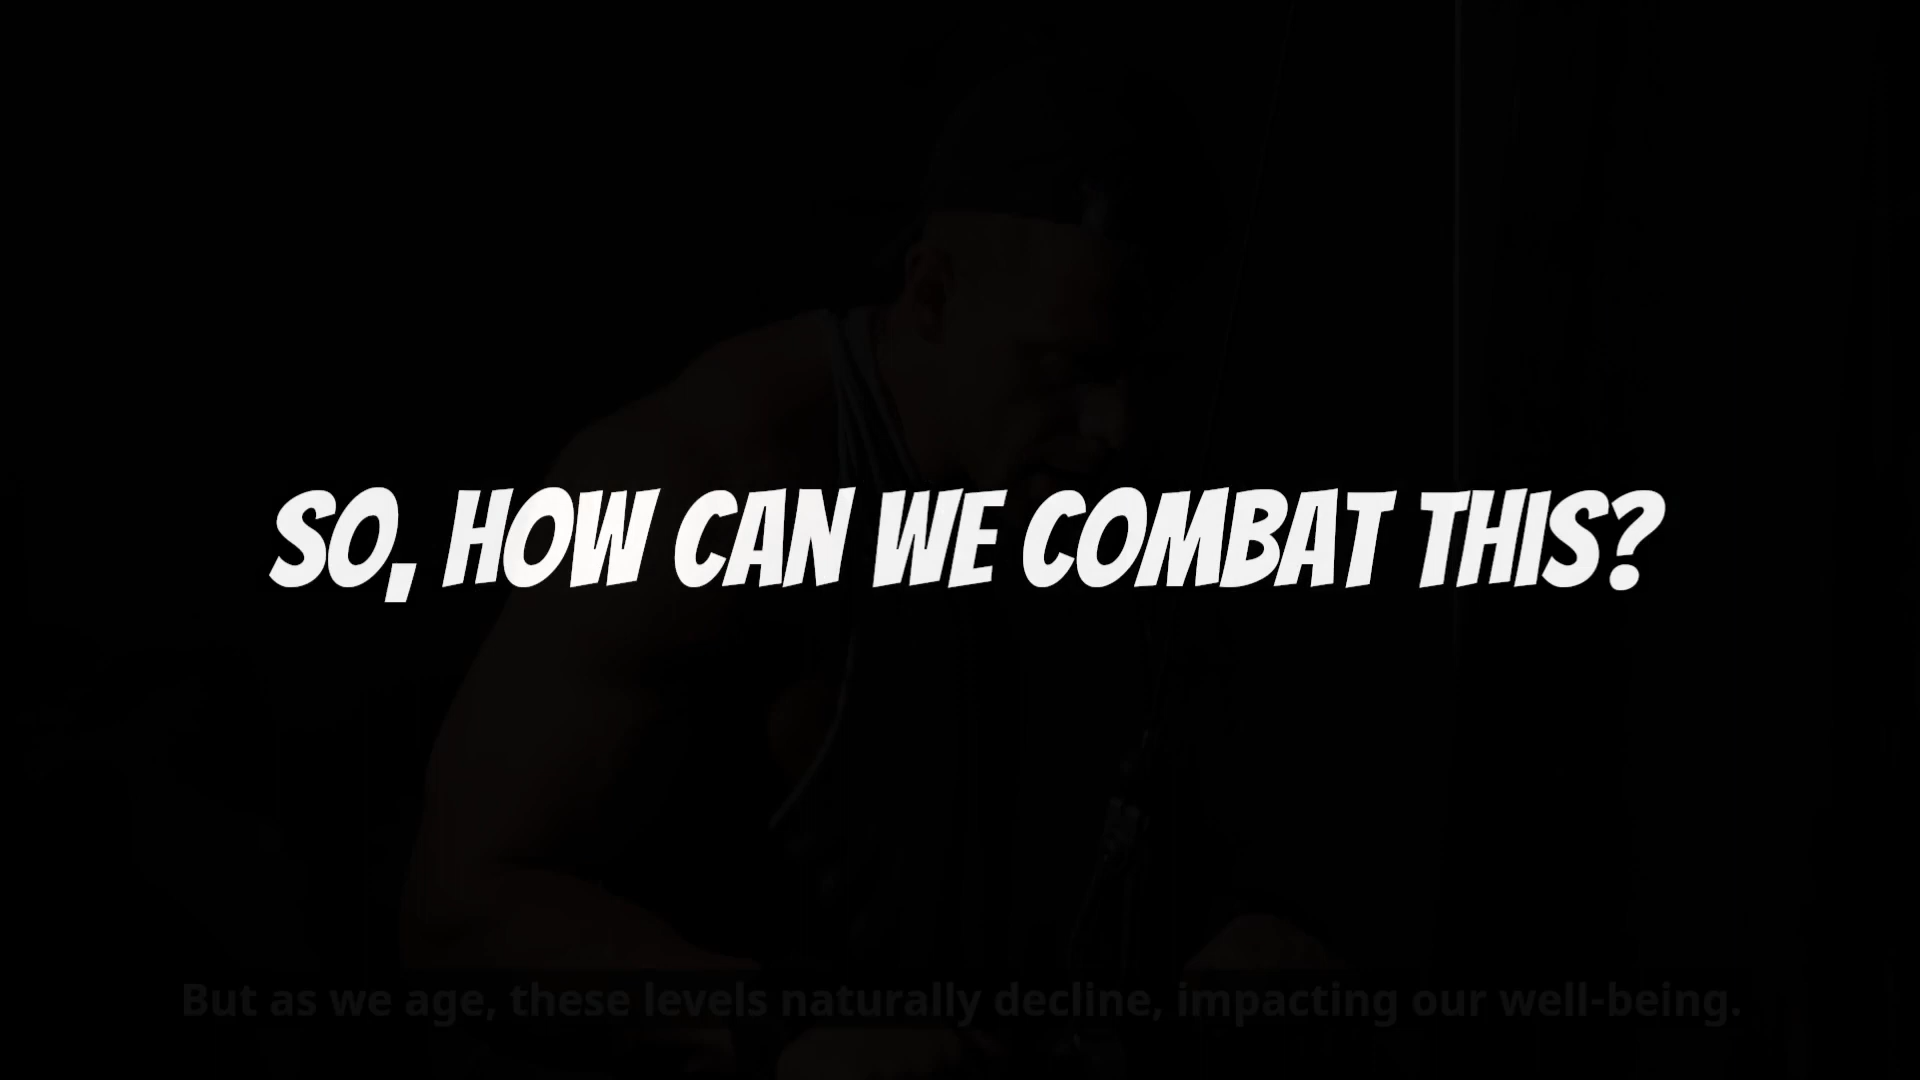 SO, HOW CAN WE COMBAT THIS?
But as we age, these levels naturally decline, impacting our well-being.